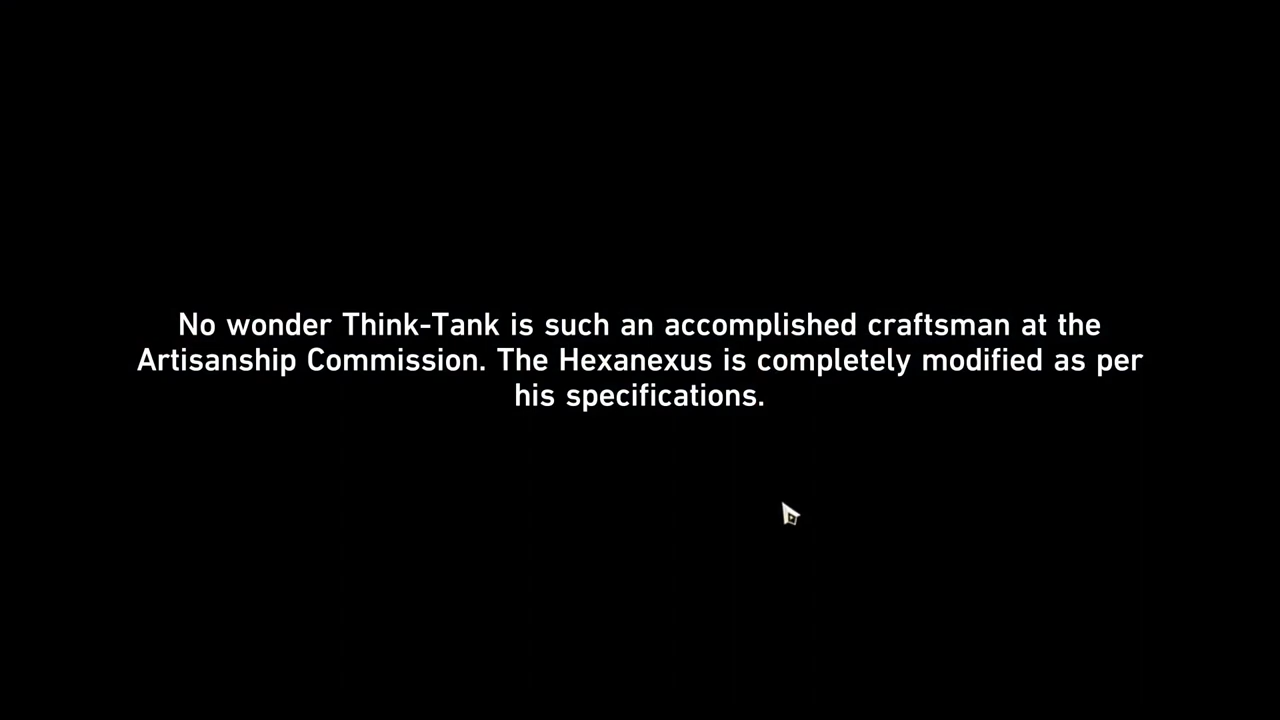 No wonder Think-Tank is such an accomplished craftsman at the
Artisanship Commission. The Hexanexus is completely modified as per
his specifications.